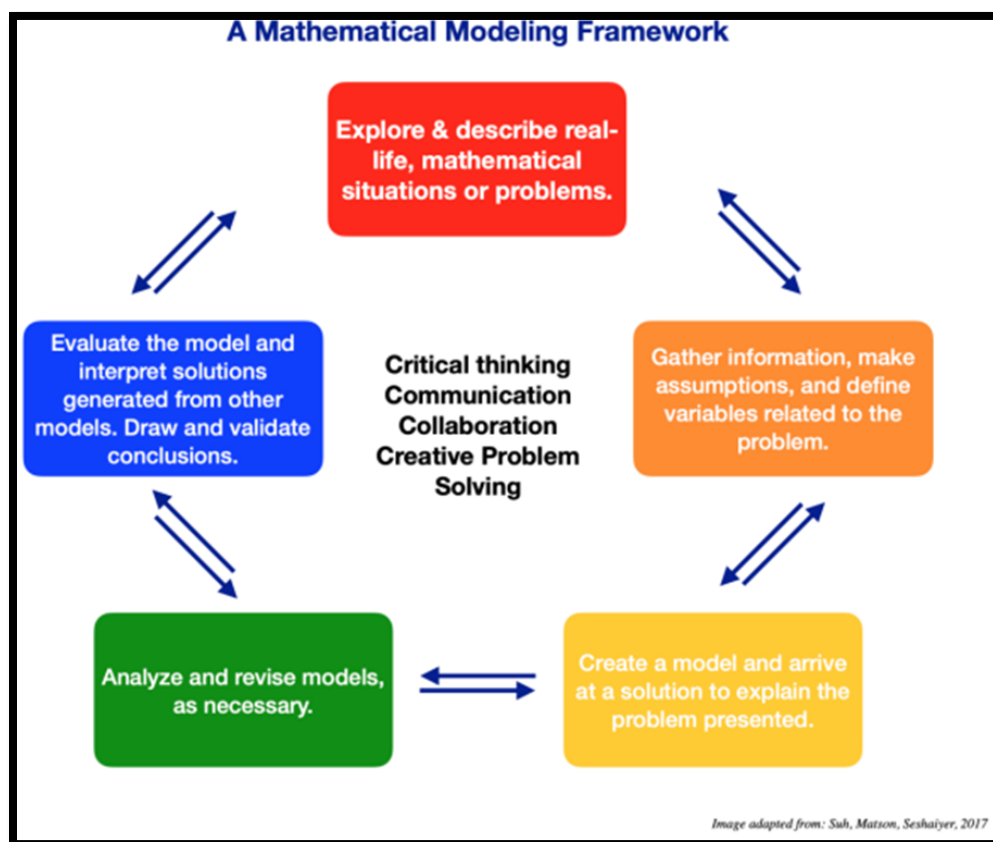 A Mathematical Modeling Framework
Explore & describe real-
life, mathematical
situations or problems.
Evaluate the model and
interpret solutions
generated from other
models. Draw and validate
conclusions.
Critical thinking
Communication
Collaboration
Creative Problem
Solving
Gather information, make
assumptions, and define
variables related to the
problem.
Analyze and revise models,
as necessary.
Create a model and arrive
at a solution to explain the
problem presented.
Image adapted from: Suh, Matson, Seshaiyer, 2017